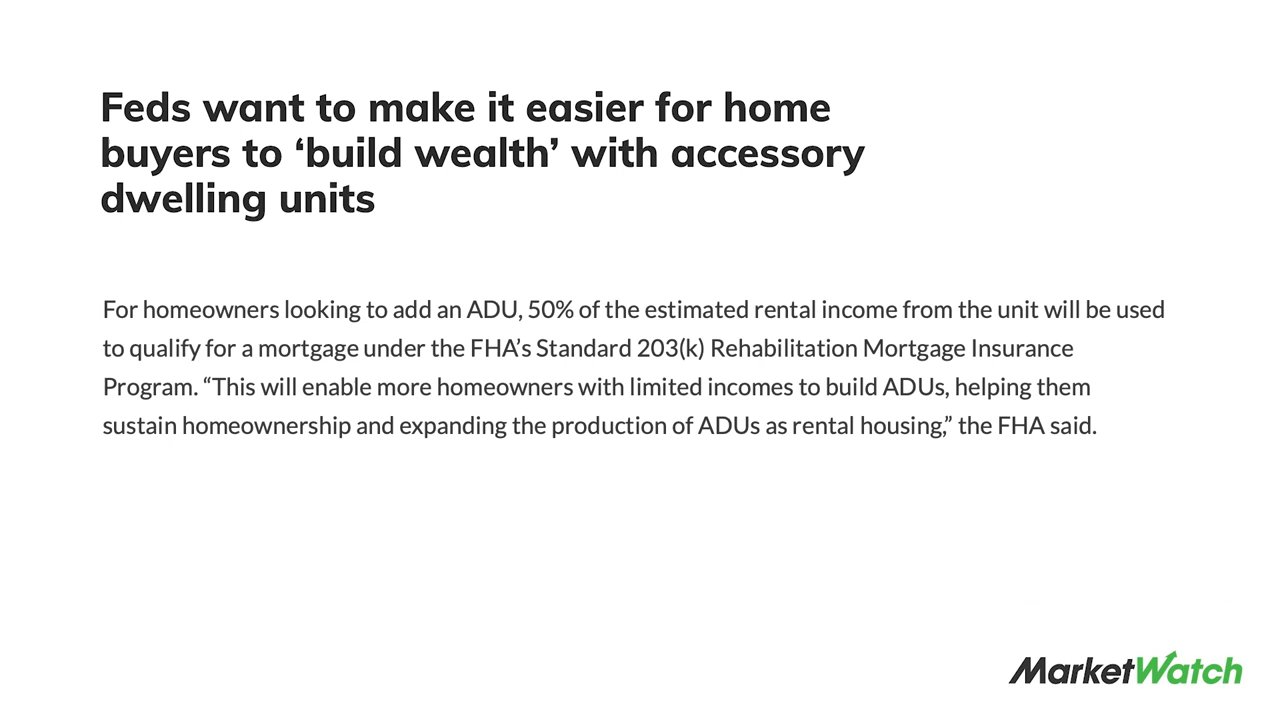 Feds want to make it easier for home
buyers to ‘build wealth’ with accessory
dwelling units
For homeowners looking to add an ADU, 50% of the estimated rental income from the unit will be used
to qualify for a mortgage under the FHA’s Standard 203(k) Rehabilitation Mortgage Insurance
Program. “This will enable more homeowners with limited incomes to build ADUs, helping them
sustain homeownership and expanding the production of ADUs as rental housing,” the FHA said.
MarketWatch